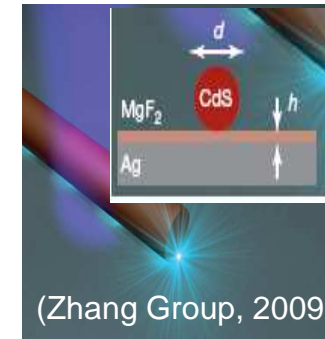 d
CdS
MgF₂
h
Ag
(Zhang Group, 2009